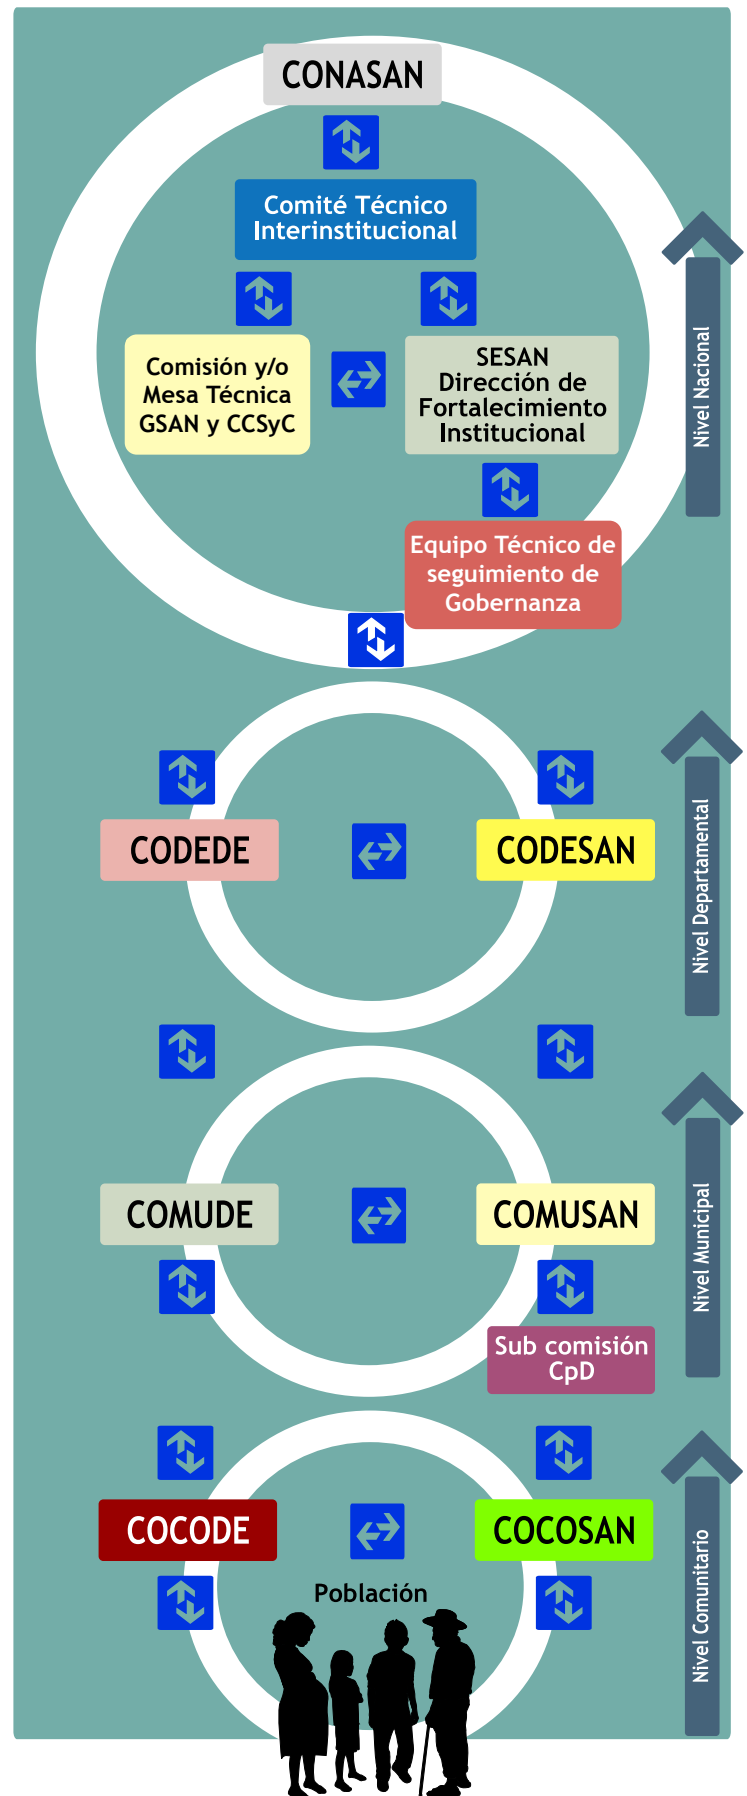 CONASAN
Comité Técnico
Interinstitucional
Comisión y/o
Mesa Técnica
GSAN y CCSyC
SESAN
Dirección de
Fortalecimiento
Institucional
Equipo Técnico de
seguimiento de
Gobernanza
Nivel Nacional
CODEDE
CODESAN
Nivel Departamental
COMUDE
COMUSAN
Sub comisión
CpD
Nivel Municipal
COCODE
COCOSAN
Población
Nivel Comunitario